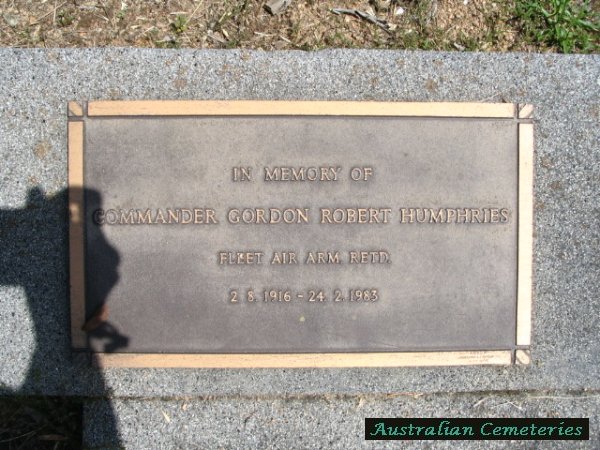 IN MEMORY OF
COMMANDER GORDON ROBERT HUMPHRIES
FLEET AIR ARM RETD.
2. 8. 1916 – 24. 2. 1983
Australian Cemeteries